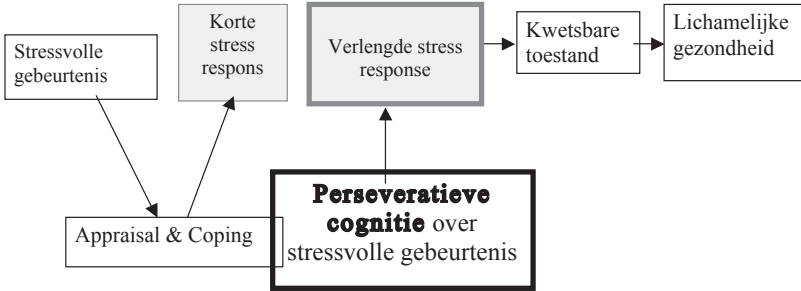 Stressvolle
gebeurtenis
Korte
stress
respons
Verlengde stress
response
Kwetsbare
toestand
Lichamelijke
gezondheid
Appraisal & Coping
Perseveratieve
cognitie over
stressvolle gebeurtenis